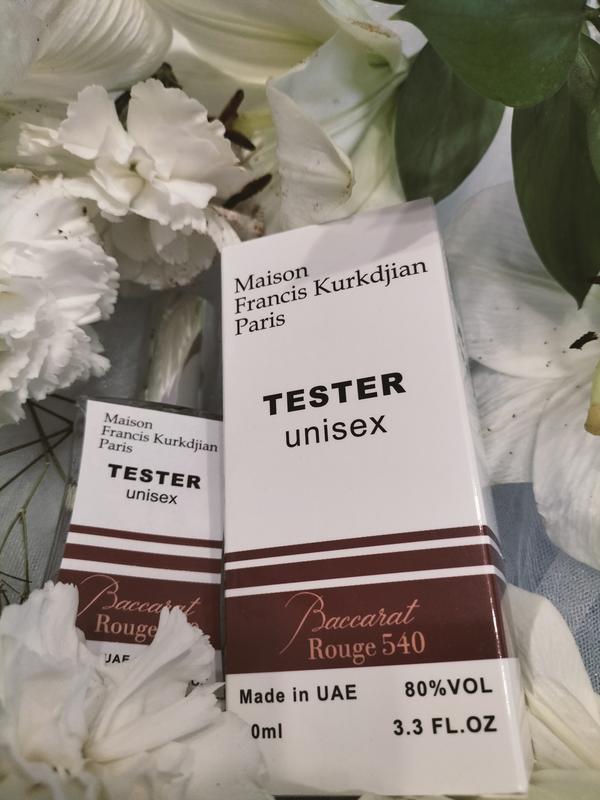 Maison
Francis Kurkdjian
Paris
TESTER
unisex
Baccarat
Rouge 540
Made in UAE 80%VOL
0ml 3.3 FL.OZ
Maison
Francis Kurkdjian
Paris
TESTER
unisex
Baccarat
Rouge
UAE